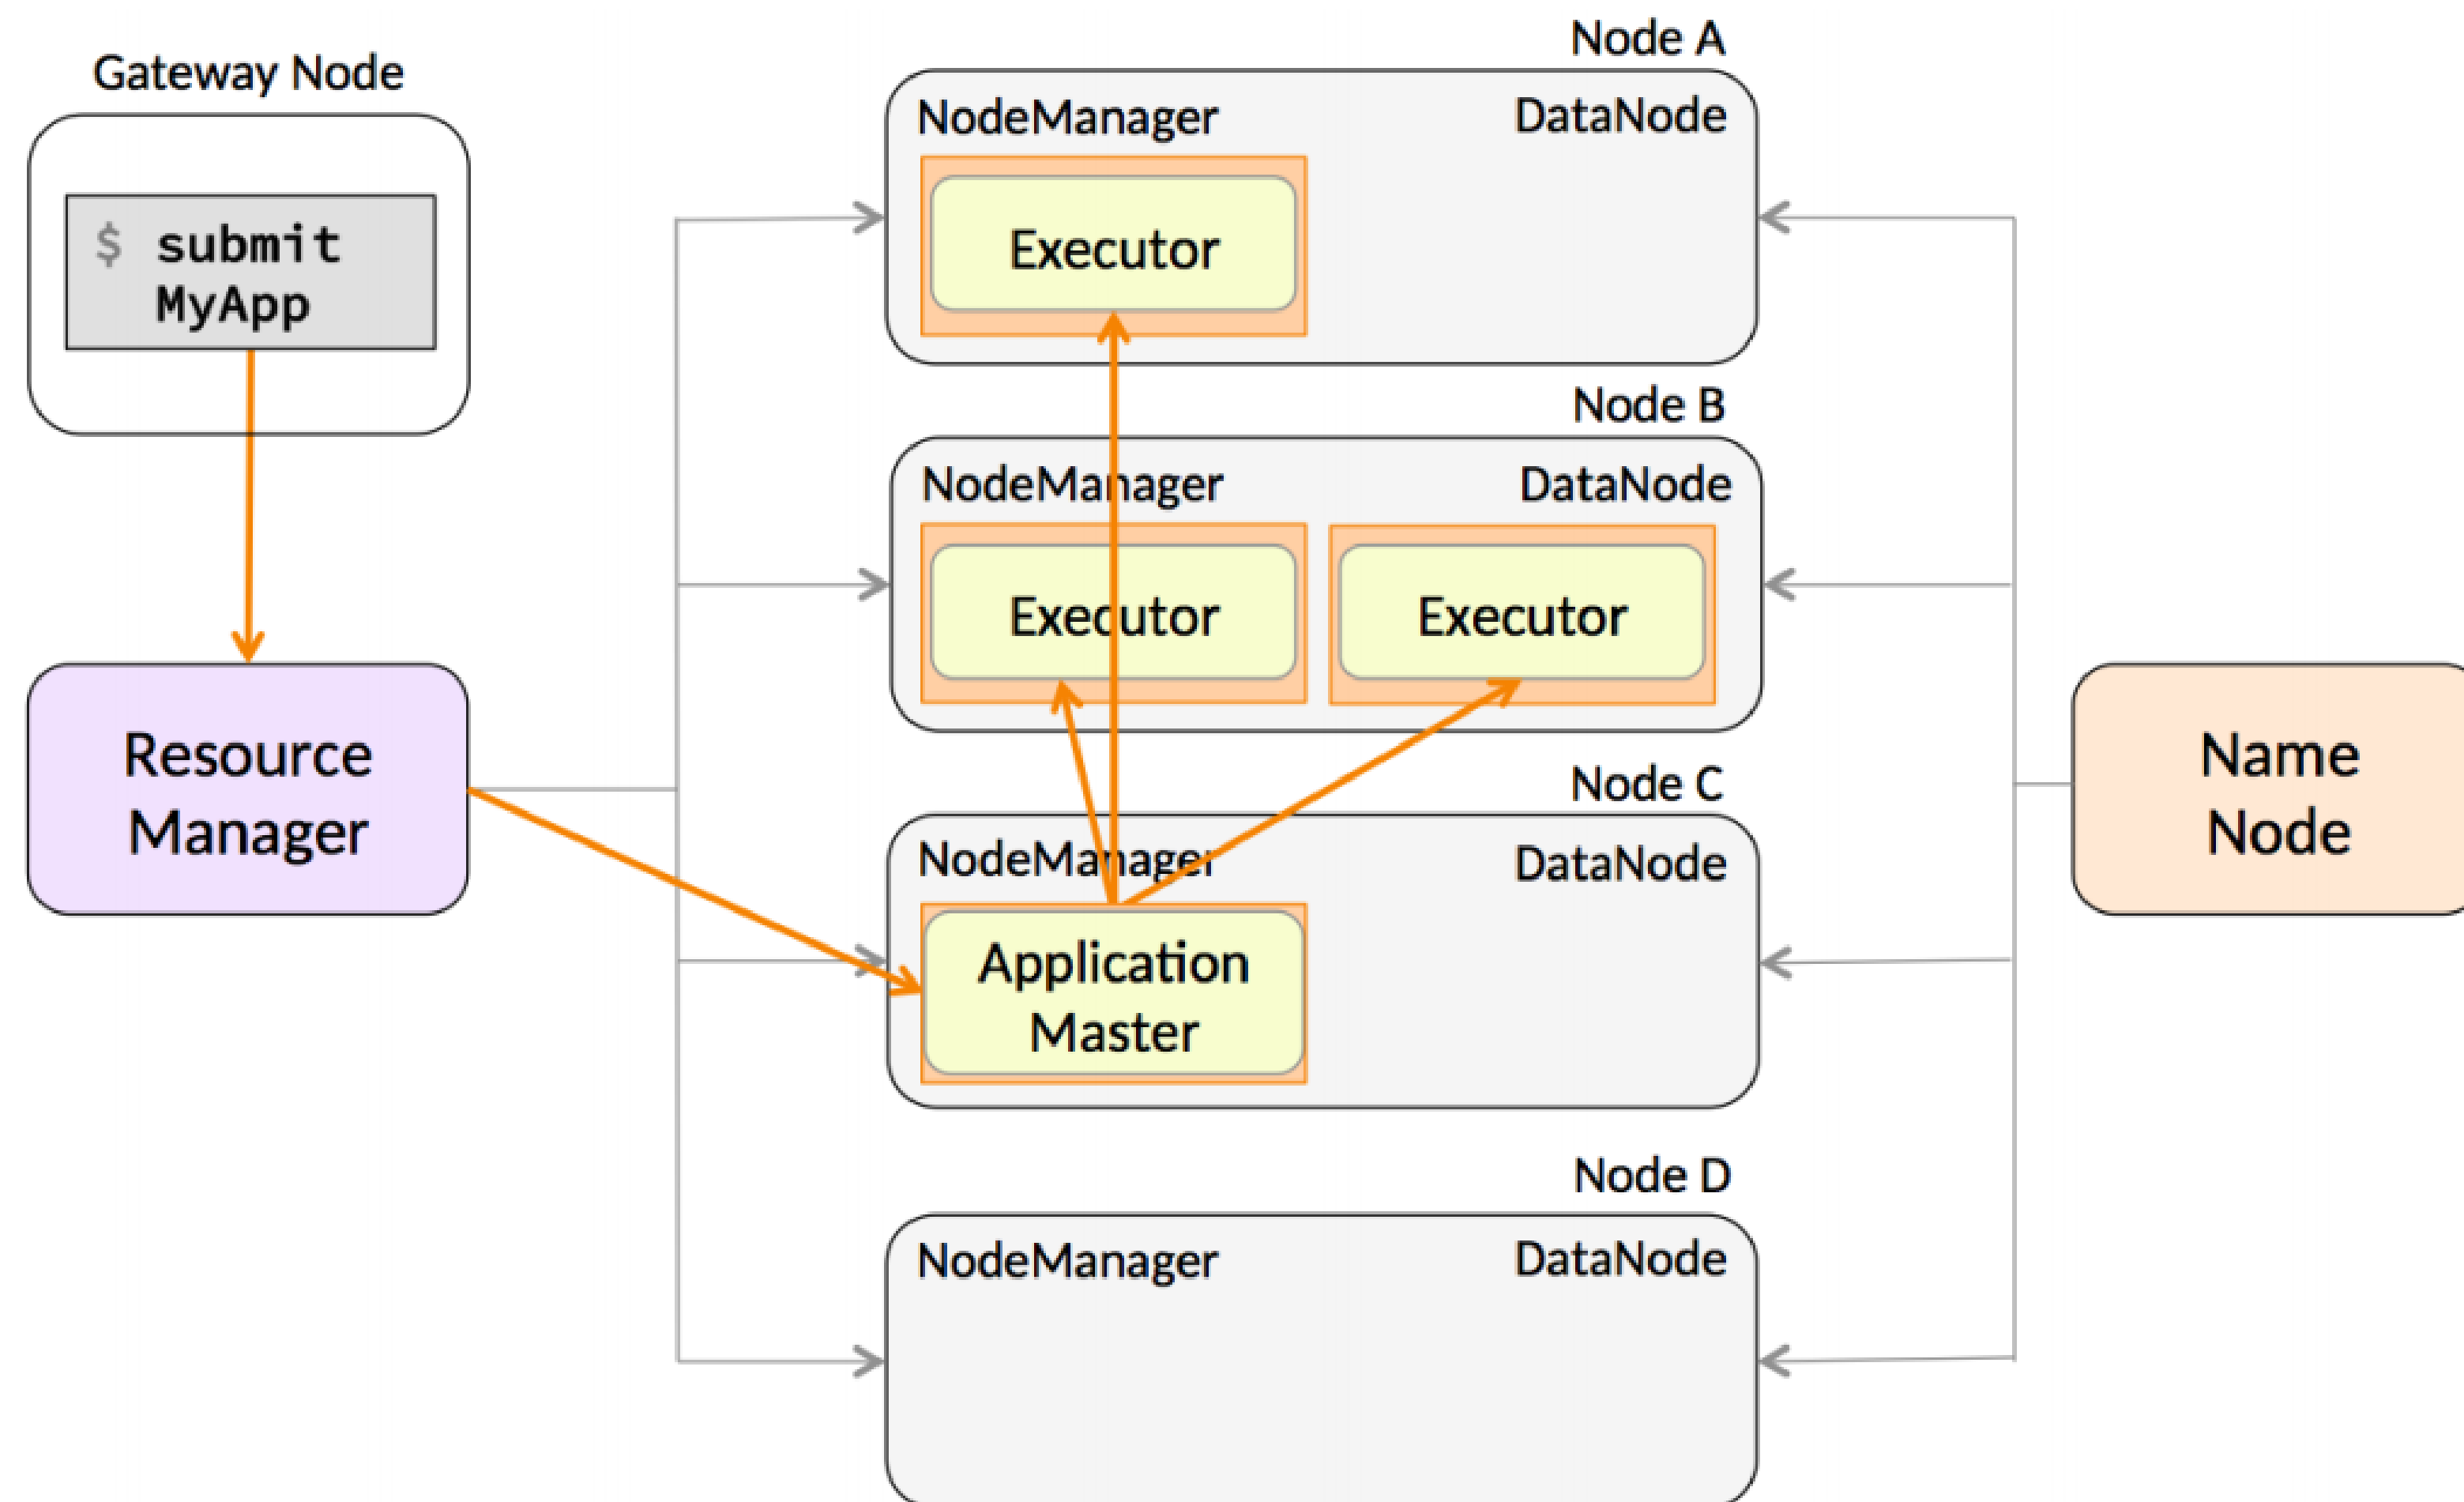 Gateway Node
$ submit
MyApp
Resource
Manager
Node A
NodeManager DataNode
Executor
Node B
NodeManager DataNode
Executor Executor
Node C
NodeManager DataNode
Application
Master
Node D
NodeManager DataNode
Name
Node